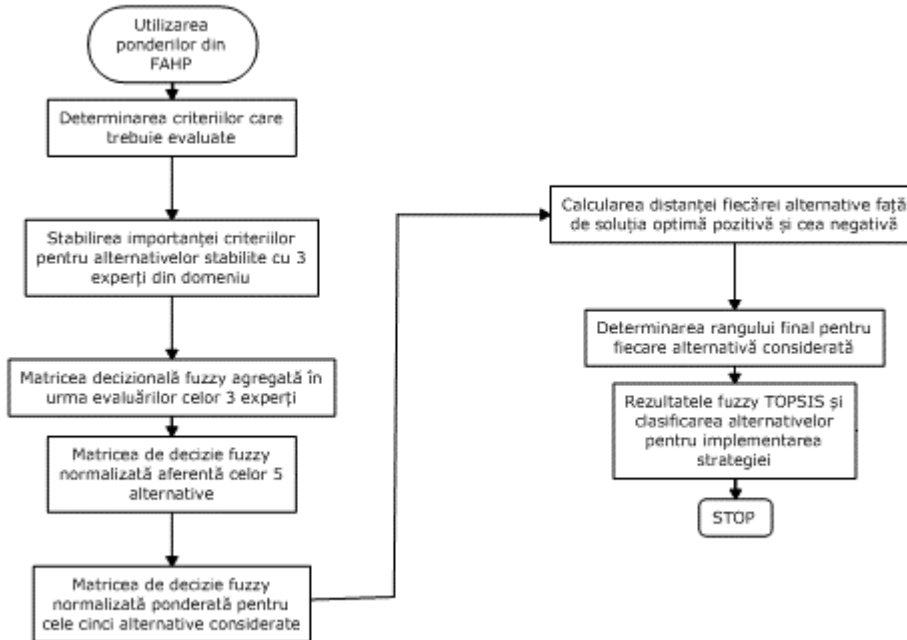 Utilizarea
ponderilor din
FAHP
Determinarea criteriilor care
trebuie evaluate
Stabilirea importanței criteriilor
pentru alternativelor stabilite cu 3
experți din domeniu
Matricea decizională fuzzy agregată în
urma evaluărilor celor 3 experți
Matricea de decizie fuzzy
normalizată aferentă celor 5
alternative
Matricea de decizie fuzzy
normalizată ponderată pentru
cele cinci alternative considerate
Calcularea distanței fiecărei alternative față
de soluția optimă pozitivă și cea negativă
Determinarea rangului final pentru
fiecare alternativă considerată
Rezultatele fuzzy TOPSIS și
clasificarea alternativelor
pentru implementarea
strategiei
STOP